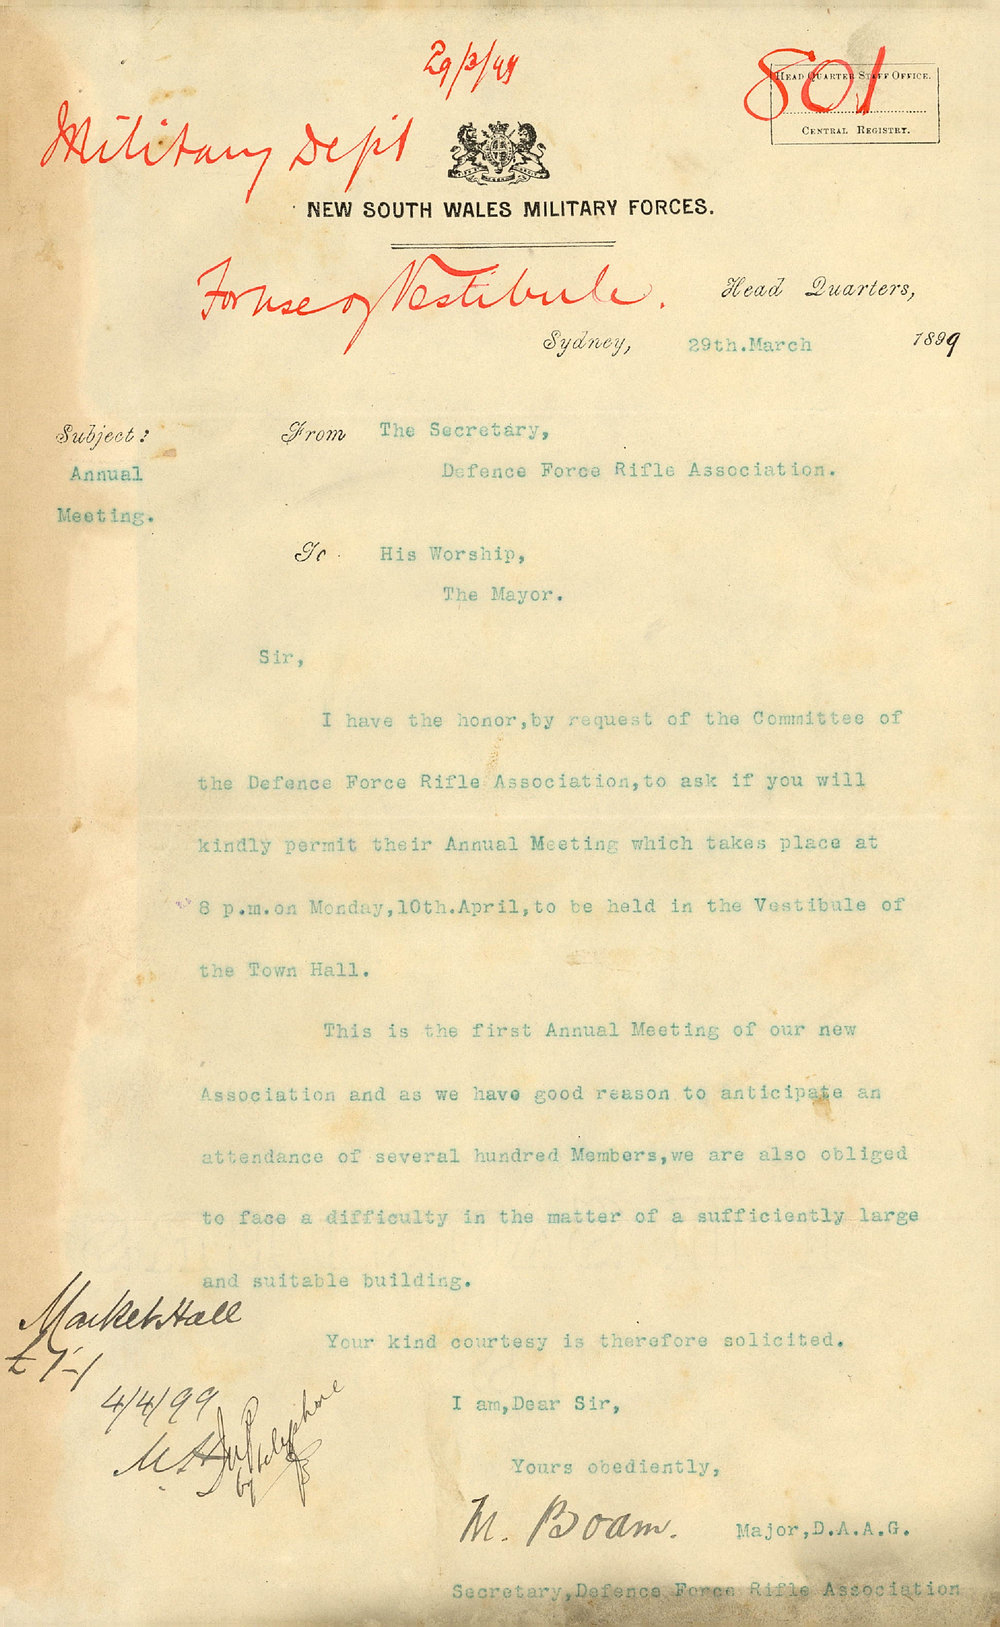 29/3/99
801
HEAD QUARTER STAFF OFFICE.
CENTRAL REGISTRY.
Military Dept
NEW SOUTH WALES MILITARY FORCES.
For use of Vestibule.
Head Quarters,
Sydney, 29th.March 1899
Subject:
Annual
Meeting.
From The Secretary,
Defence Force Rifle Association.
To His Worship,
The Mayor.
Sir,
I have the honor,by request of the Committee of
the Defence Force Rifle Association,to ask if you will
kindly permit their Annual Meeting which takes place at
8 p.m.on Monday,10th.April,to be held in the Vestibule of
the Town Hall.
This is the first Annual Meeting of our new
Association and as we have good reason to anticipate an
attendance of several hundred Members,we are also obliged
to face a difficulty in the matter of a sufficiently large
and suitable building.
Your kind courtesy is therefore solicited.
I am,Dear Sir,
Yours obediently,
M. Boam. Major,D.A.A.G.
Secretary,Defence Force Rifle Association
Market Hall
4/4/99
by telephone